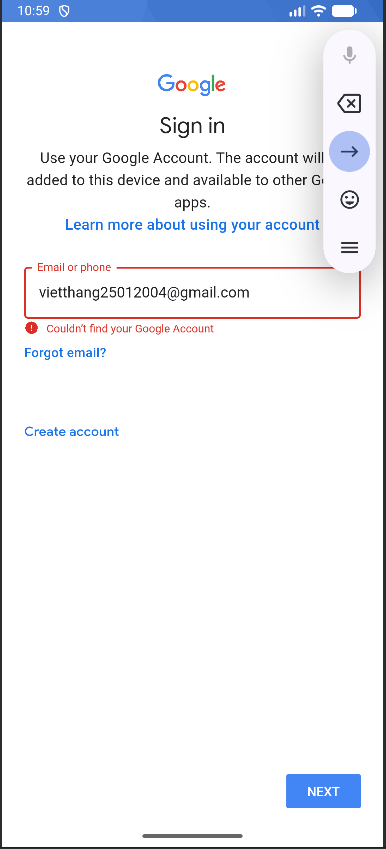 10:59
Google
Sign in
Use your Google Account. The account will
added to this device and available to other Go
apps.
Learn more about using your account
Email or phone
vietthang25012004@gmail.com
Couldn't find your Google Account
Forgot email?
Create account
NEXT